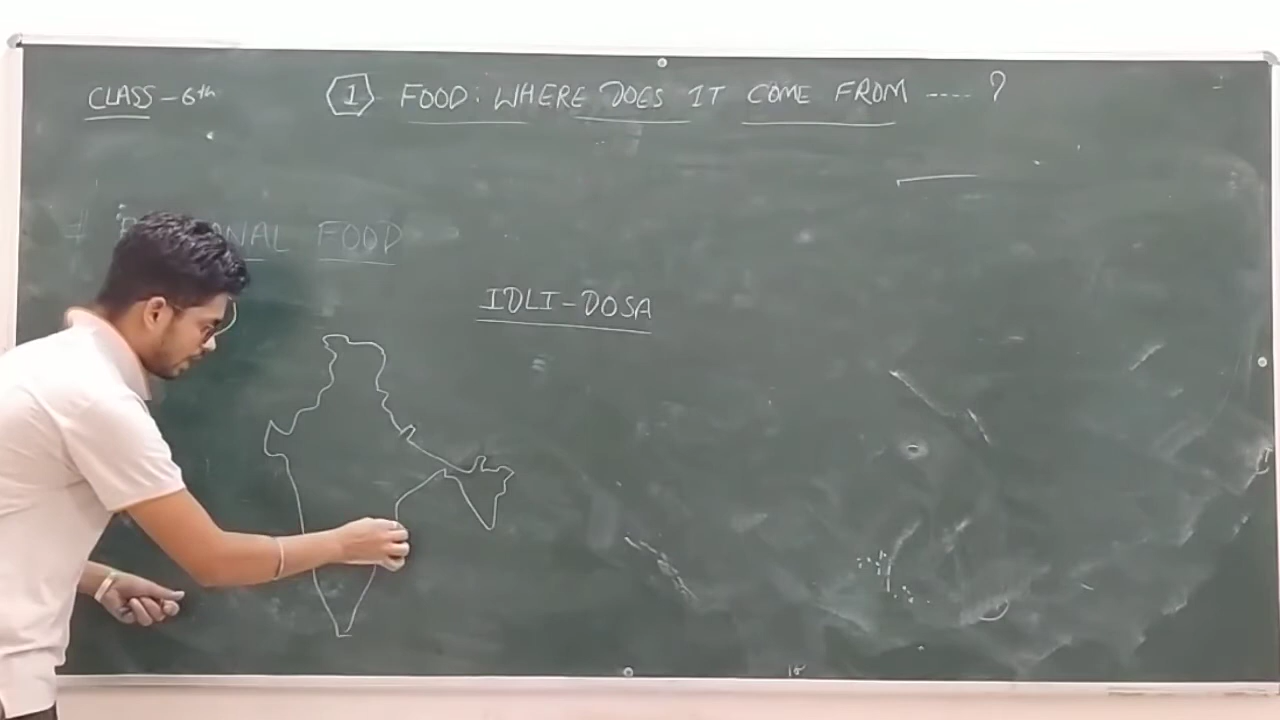 CLASS-6th
① FOOD: WHERE DOES IT COME FROM ----?
# FOOD
IDLI-DOSA